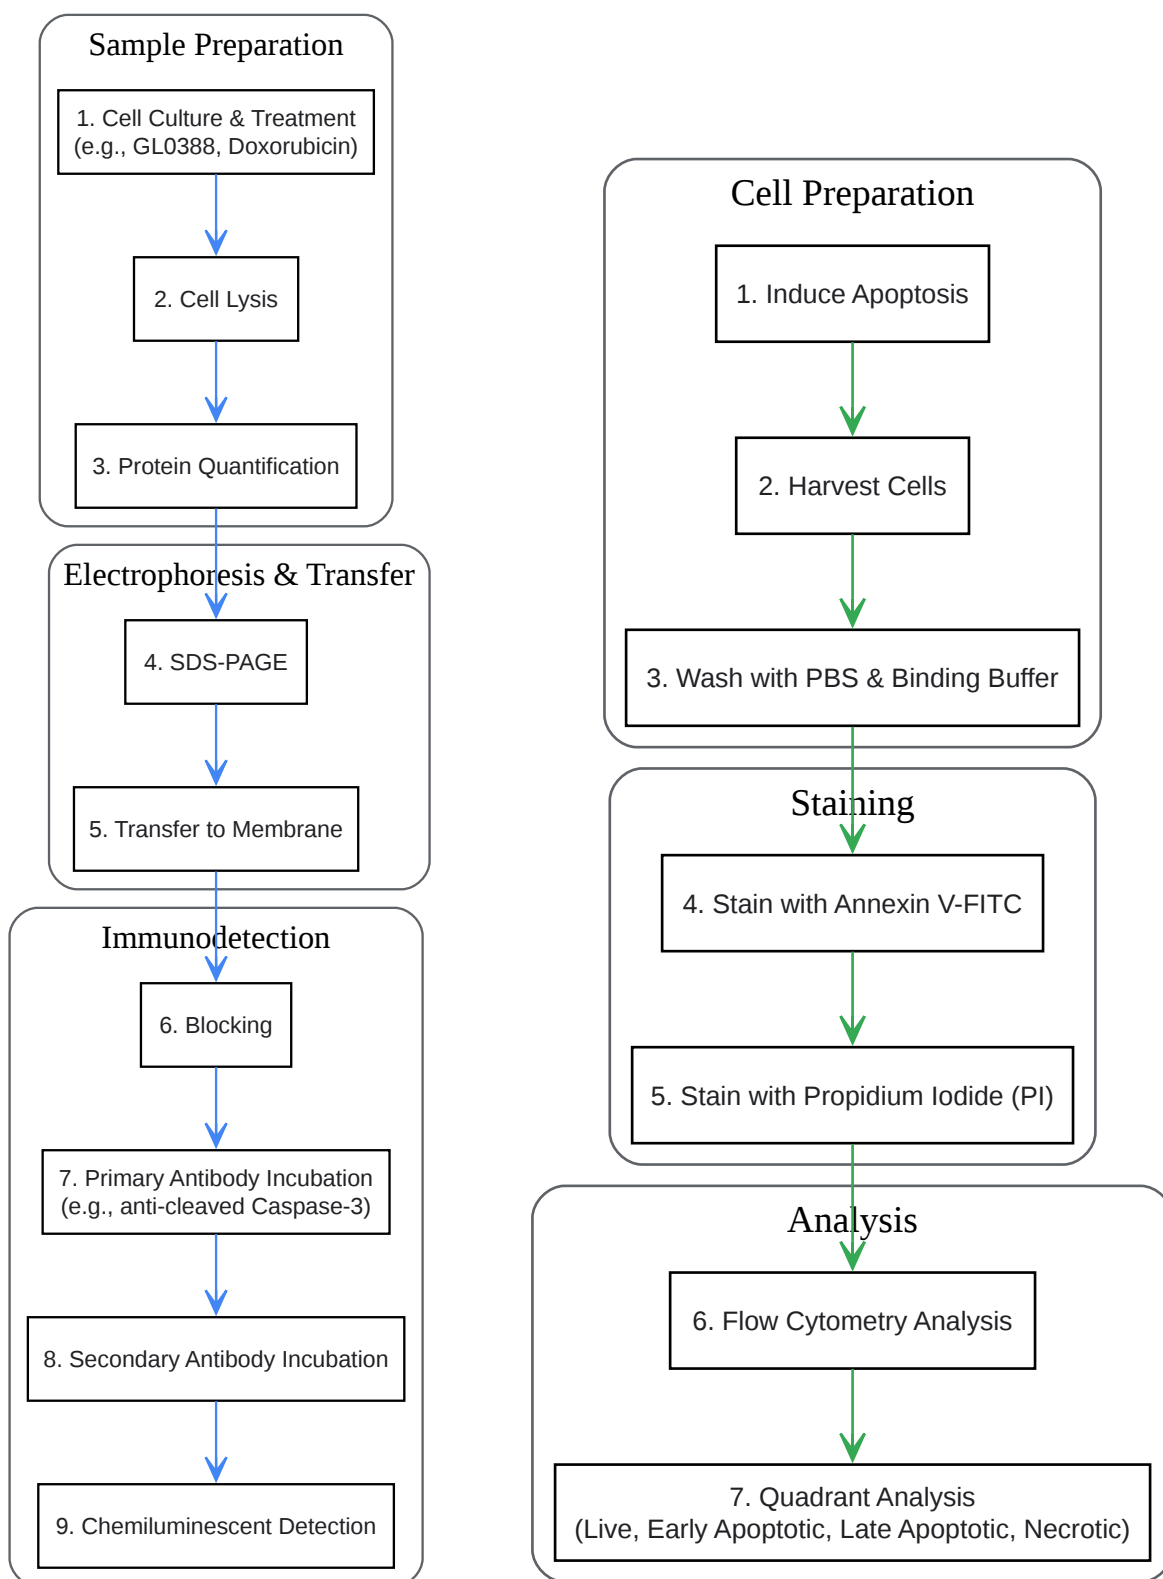 Sample Preparation
1. Cell Culture & Treatment
(e.g., GL0388, Doxorubicin)
2. Cell Lysis
3. Protein Quantification
Electrophoresis & Transfer
4. SDS-PAGE
5. Transfer to Membrane
Immunodetection
6. Blocking
7. Primary Antibody Incubation
(e.g., anti-cleaved Caspase-3)
8. Secondary Antibody Incubation
9. Chemiluminescent Detection
Cell Preparation
1. Induce Apoptosis
2. Harvest Cells
3. Wash with PBS & Binding Buffer
Staining
4. Stain with Annexin V-FITC
5. Stain with Propidium Iodide (PI)
Analysis
6. Flow Cytometry Analysis
7. Quadrant Analysis
(Live, Early Apoptotic, Late Apoptotic, Necrotic)